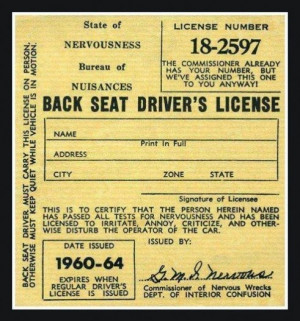 State of
NERVOUSNESS
Bureau of
NUISANCES
LICENSE NUMBER
18-2597
THE COMMISSIONER ALREADY
HAS YOUR NUMBER, BUT
WE'VE ASSIGNED THIS ONE
TO YOU ANYWAY!
BACK SEAT DRIVER'S LICENSE
NAME
Print In Full
ADDRESS
CITY ZONE STATE
Signature of Licensee
THIS IS TO CERTIFY THAT THE PERSON HEREIN NAMED
HAS PASSED ALL TESTS FOR NERVOUSNESS AND HAS BEEN
LICENSED TO IRRITATE, ANNOY, CRITICIZE, AND OTHER-
WISE DISTURB THE OPERATOR OF THE CAR.
DATE ISSUED
1960-64
EXPIRES WHEN
REGULAR DRIVER'S
LICENSE IS ISSUED
ISSUED BY:
G.M.I. nervous
Commissioner of Nervous Wrecks
DEPT. OF INTERIOR CONFUSION
BACK SEAT DRIVER MUST CARRY THIS LICENSE ON PERSON,
OTHERWISE MUST KEEP QUIET WHILE VEHICLE IS IN MOTION.